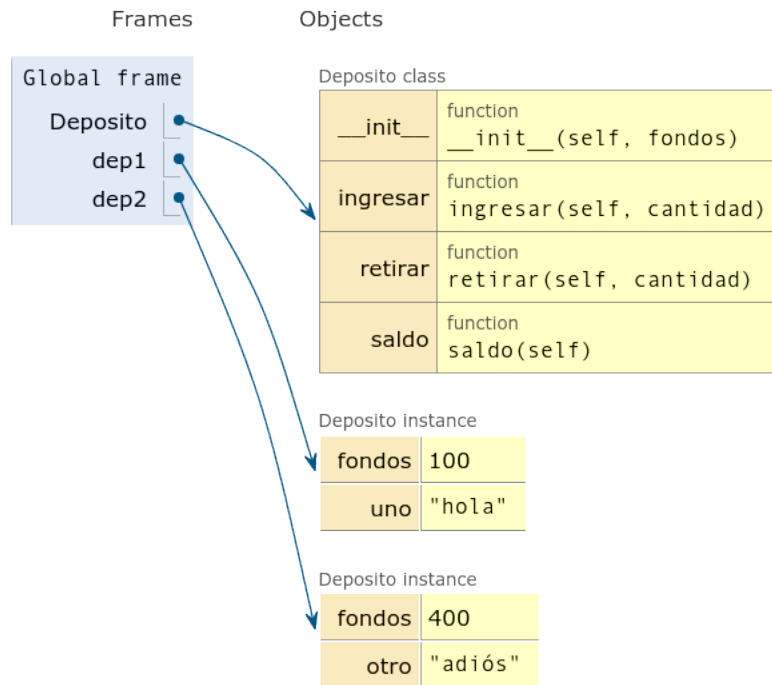 Frames Objects
Global frame
Deposito
dep1
dep2
Deposito class
__init__ function
__init__(self, fondos)
ingresar function
ingresar(self, cantidad)
retirar function
retirar(self, cantidad)
saldo function
saldo(self)
Deposito instance
fondos 100
uno "hola"
Deposito instance
fondos 400
otro "adiós"